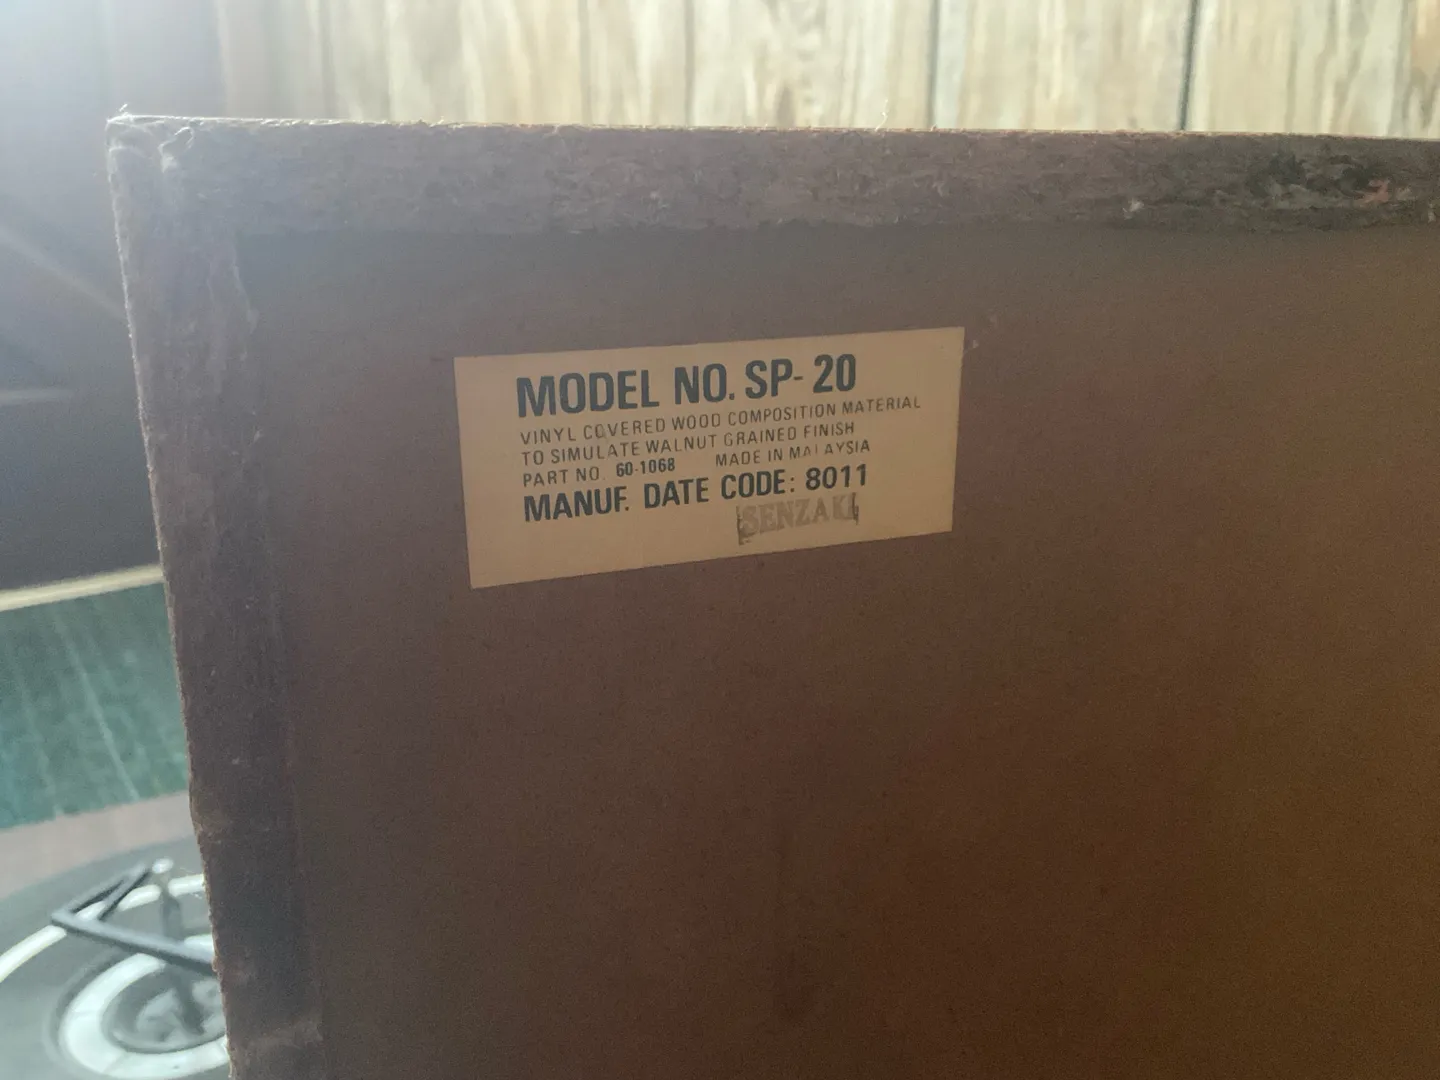 MODEL NO. SP-20
VINYL COVERED WOOD COMPOSITION MATERIAL
TO SIMULATE WALNUT GRAINED FINISH
PART NO. 60-1068 MADE IN MALAYSIA
MANUF. DATE CODE: 8011
SENZAKI